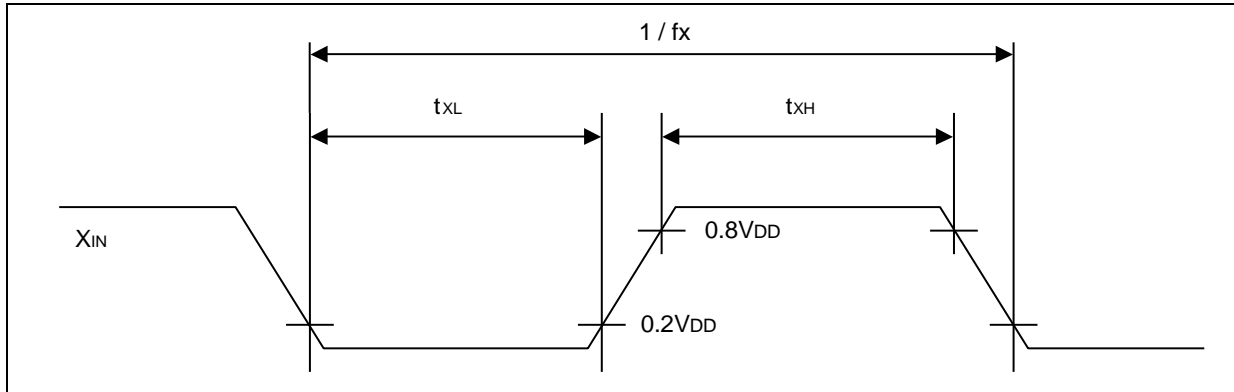 1 / fx
tXL
tXH
XIN
0.8VDD
0.2VDD